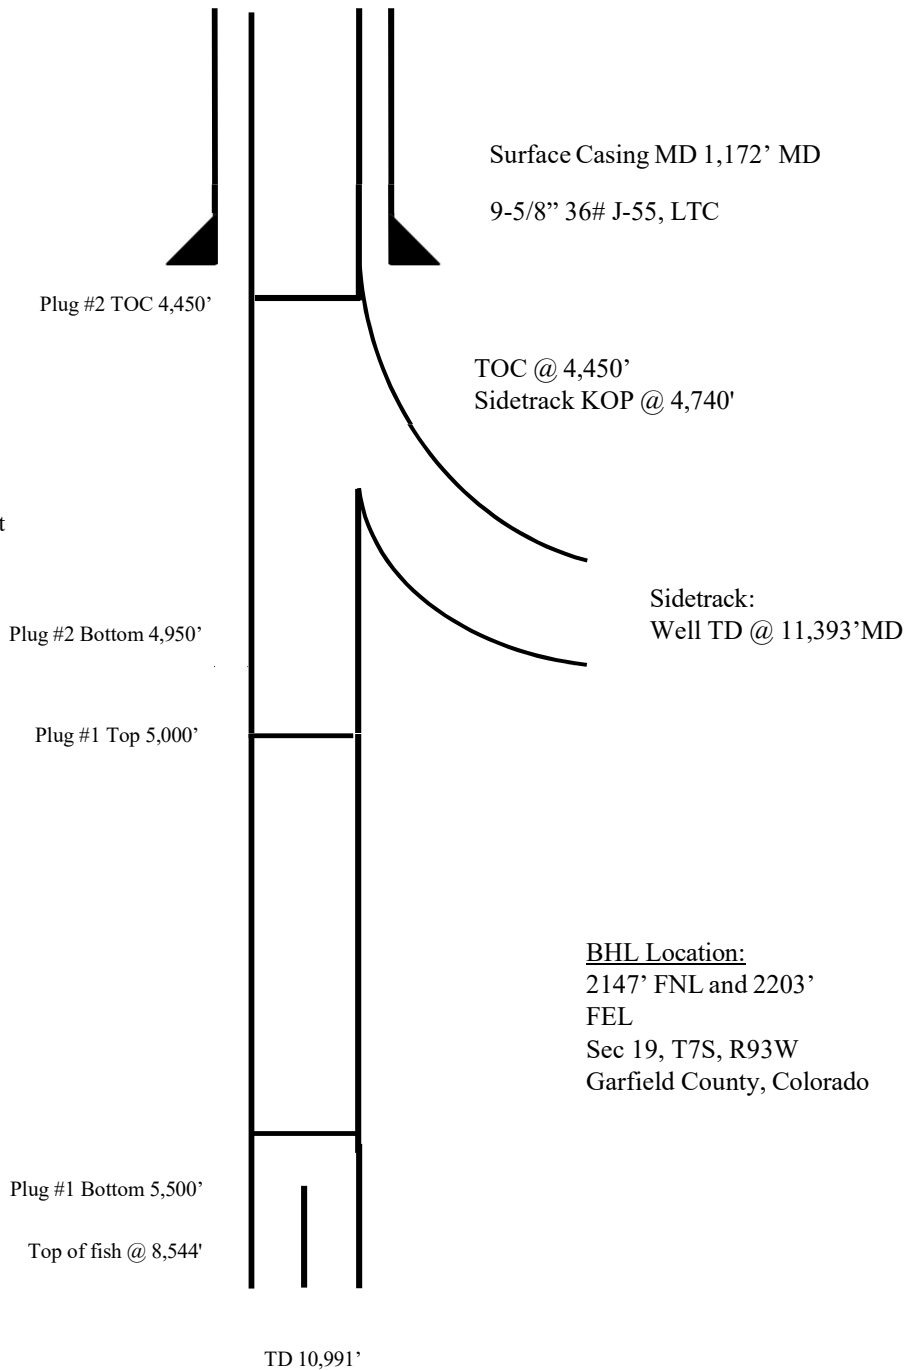 Surface Casing MD 1,172’ MD
9-5/8” 36# J-55, LTC
Plug #2 TOC 4,450’
TOC @ 4,450’
Sidetrack KOP @ 4,740'
t
Sidetrack:
Well TD @ 11,393’MD
Plug #2 Bottom 4,950’
Plug #1 Top 5,000’
BHL Location:
2147’ FNL and 2203’
FEL
Sec 19, T7S, R93W
Garfield County, Colorado
Plug #1 Bottom 5,500’
Top of fish @ 8,544'
TD 10,991’